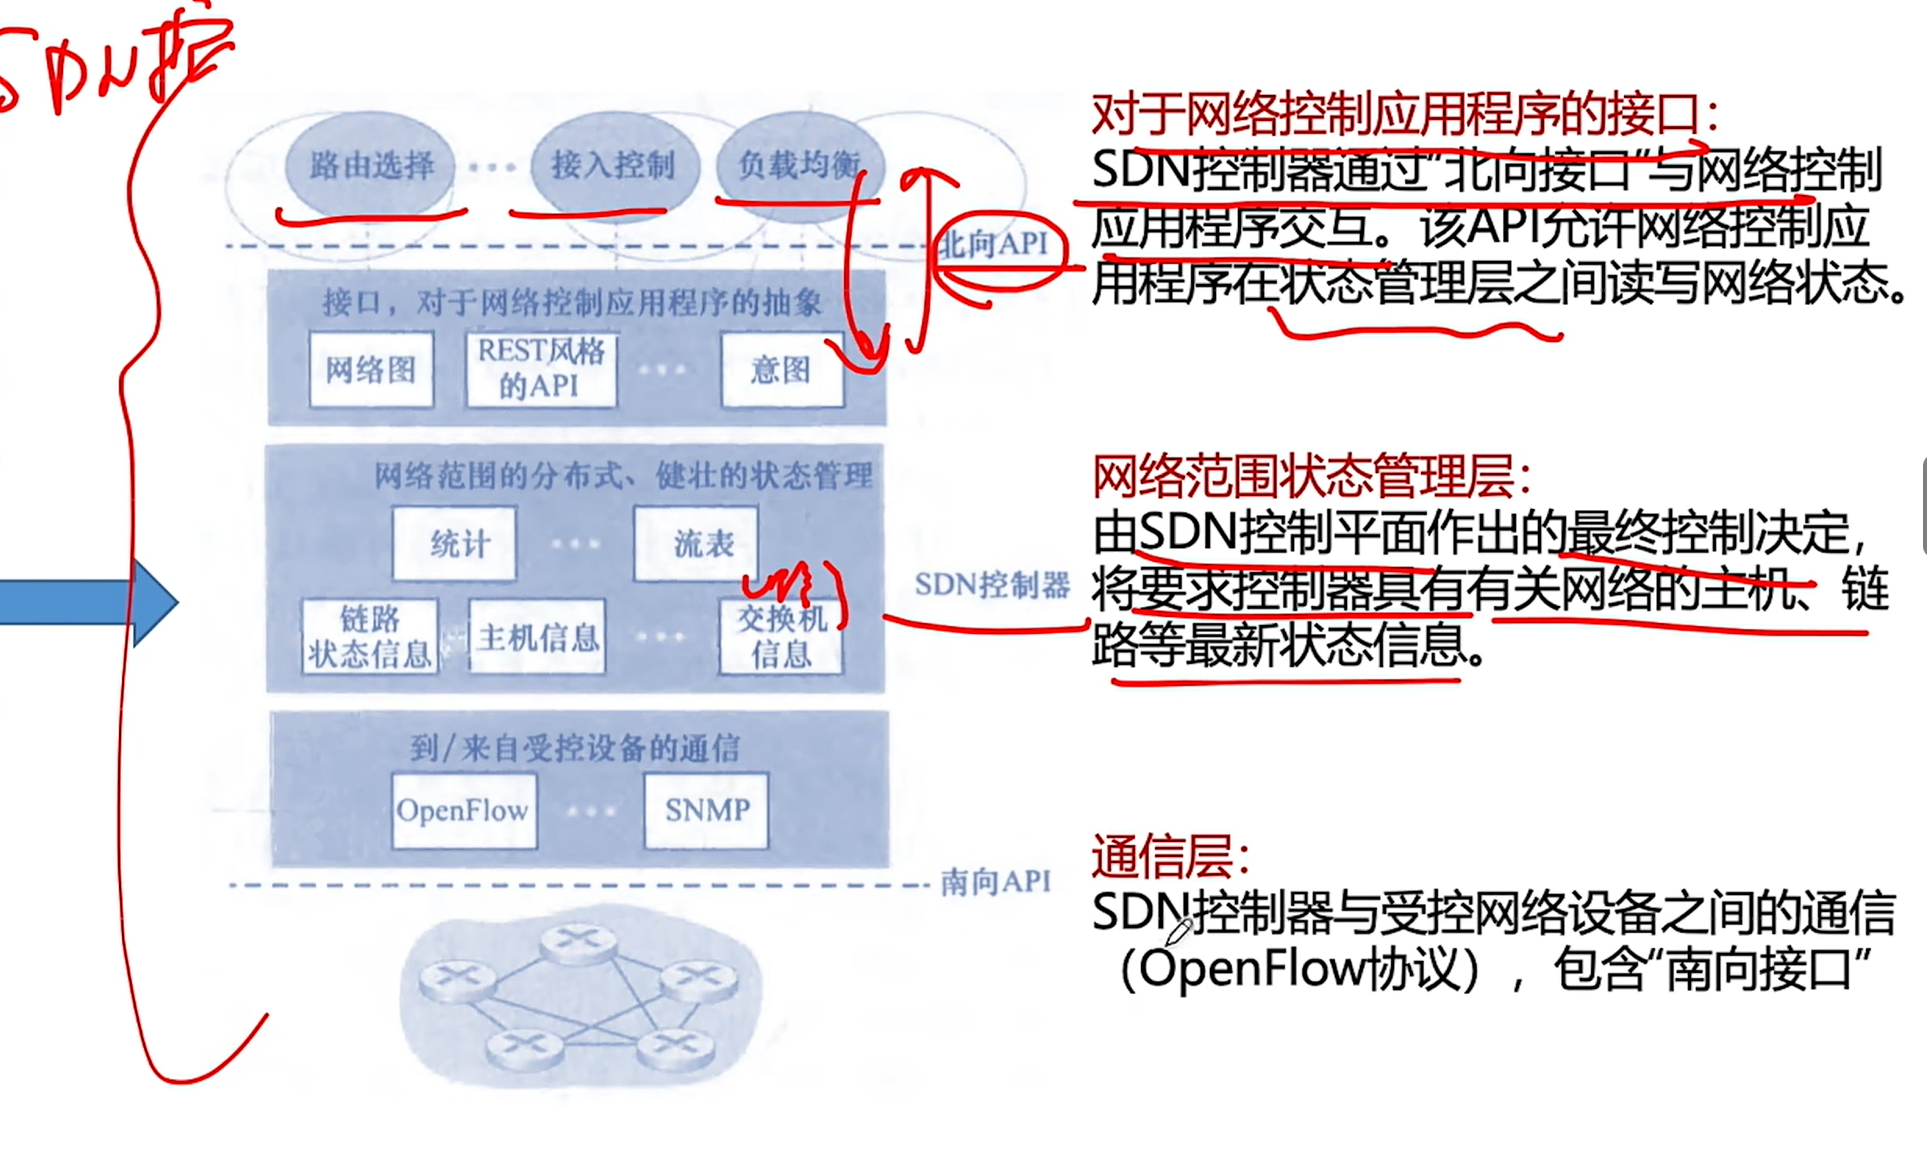 SDN控
路由选择 ··· 接入控制 负载均衡
北向API
接口，对于网络控制应用程序的抽象
网络图
REST风格
的API
···
意图
网络范围的分布式、健壮的状态管理
统计 ··· 流表
链路
状态信息
主机信息
···
交换机
信息
SDN控制器
到/来自受控设备的通信
OpenFlow ··· SNMP
南向API
对于网络控制应用程序的接口：
SDN控制器通过“北向接口”与网络控制
应用程序交互。该API允许网络控制应
用程序在状态管理层之间读写网络状态。
网络范围状态管理层：
由SDN控制平面作出的最终控制决定，
将要求控制器具有有关网络的主机、链
路等最新状态信息。
通信层：
SDN控制器与受控网络设备之间的通信
（OpenFlow协议），包含“南向接口”